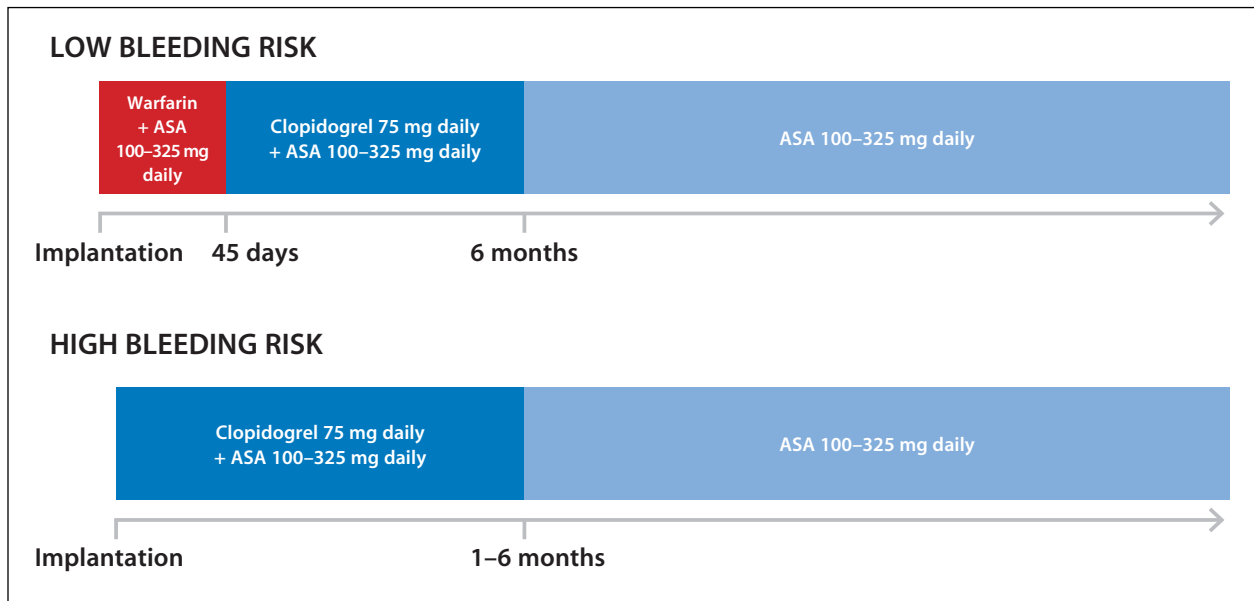 LOW BLEEDING RISK
Warfarin
+ ASA
100–325 mg
daily
Clopidogrel 75 mg daily
+ ASA 100–325 mg daily
ASA 100–325 mg daily
Implantation
45 days
6 months
HIGH BLEEDING RISK
Clopidogrel 75 mg daily
+ ASA 100–325 mg daily
ASA 100–325 mg daily
Implantation
1–6 months